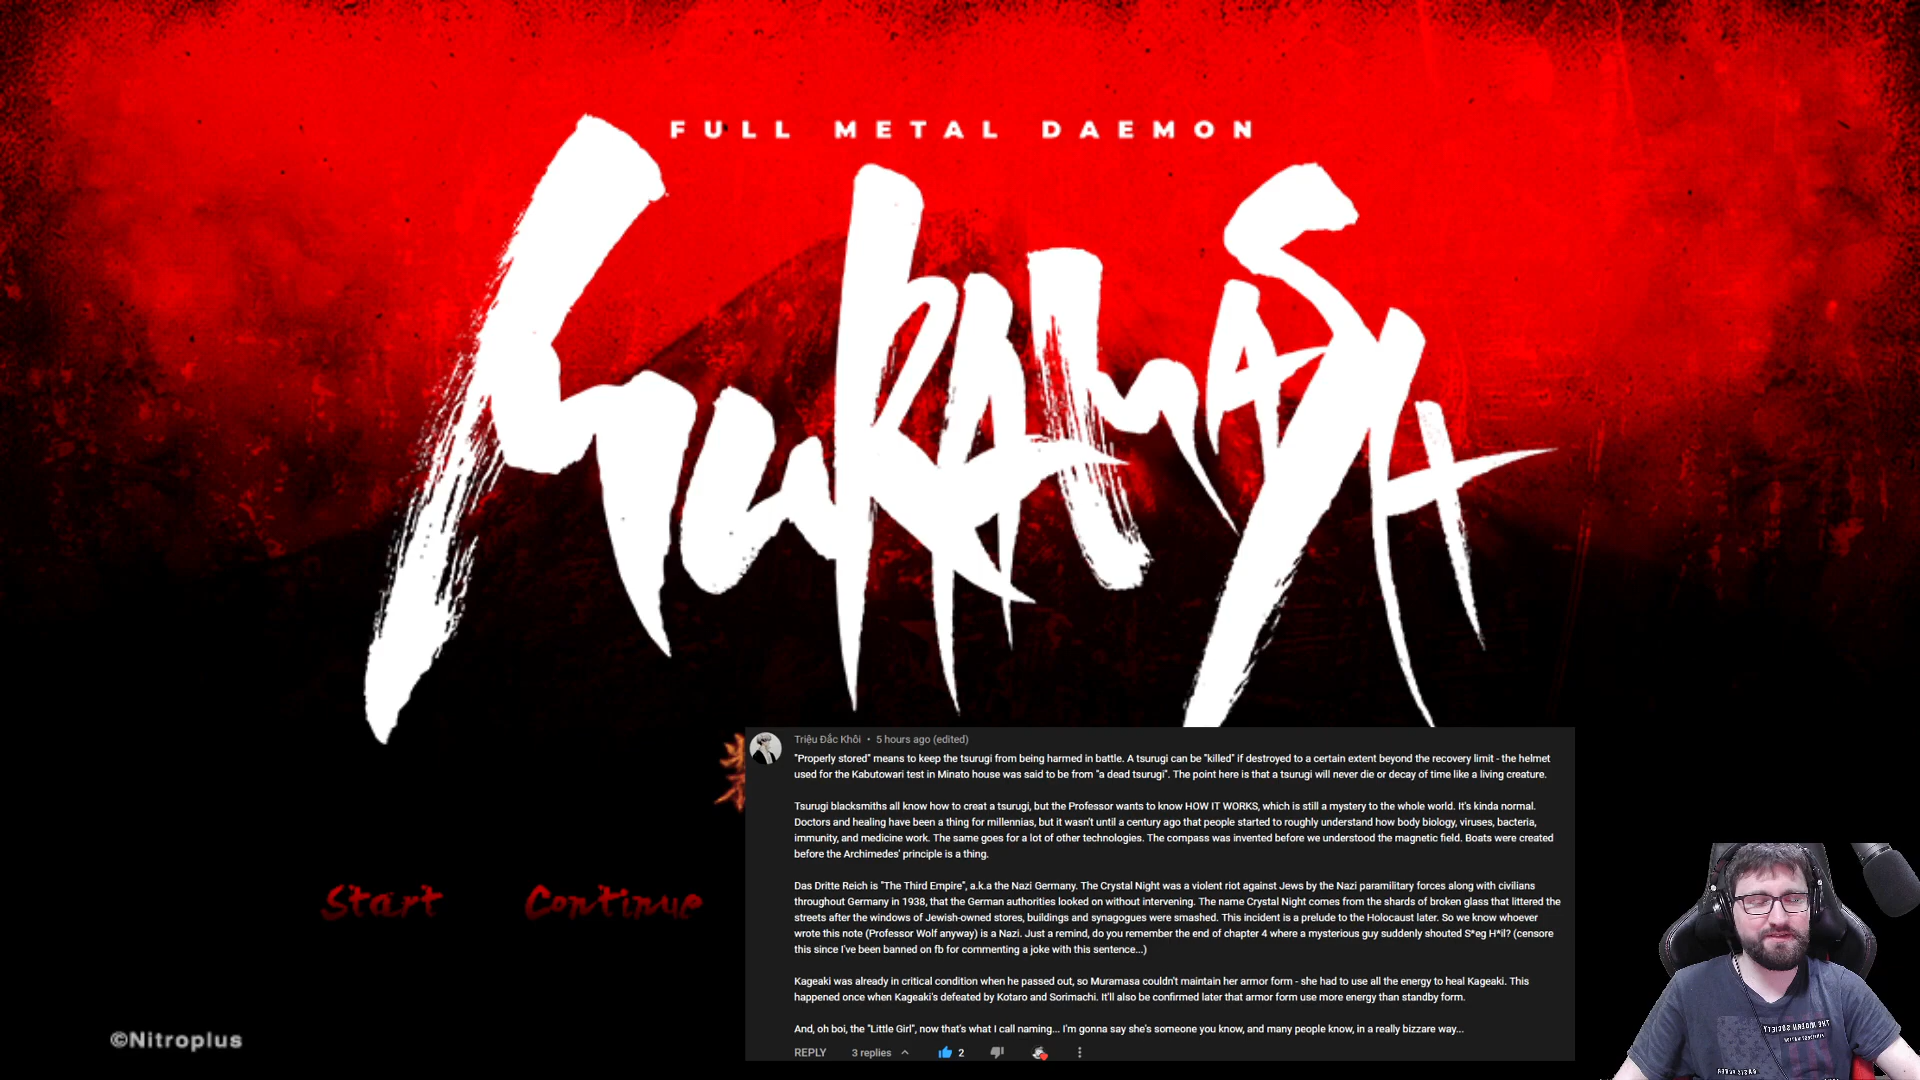 FULL METAL DAEMON
MURAMASA
Triệu Đắc Khôi • 5 hours ago (edited)
"Properly stored" means to keep the tsurugi from being harmed in battle. A tsurugi can be "killed" if destroyed to a certain extent beyond the recovery limit - the helmet
used for the Kabutowari test in Minato house was said to be from "a dead tsurugi". The point here is that a tsurugi will never die or decay of time like a living creature.
Tsurugi blacksmiths all know how to creat a tsurugi, but the Professor wants to know HOW IT WORKS, which is still a mystery to the whole world. It's kinda normal.
Doctors and healing have been a thing for millennias, but it wasn't until a century ago that people started to roughly understand how body biology, viruses, bacteria,
immunity, and medicine work. The same goes for a lot of other technologies. The compass was invented before we understood the magnetic field. Boats were created
before the Archimedes' principle is a thing.
Das Dritte Reich is "The Third Empire", a.k.a the Nazi Germany. The Crystal Night was a violent riot against Jews by the Nazi paramilitary forces along with civilians
throughout Germany in 1938, that the German authorities looked on without intervening. The name Crystal Night comes from the shards of broken glass that littered the
streets after the windows of Jewish-owned stores, buildings and synagogues were smashed. This incident is a prelude to the Holocaust later. So we know whoever
wrote this note (Professor Wolf anyway) is a Nazi. Just a remind, do you remember the end of chapter 4 where a mysterious guy suddenly shouted S*eg H*il? (censore
this since I've been banned on fb for commenting a joke with this sentence...)
Kageaki was already in critical condition when he passed out, so Muramasa couldn't maintain her armor form - she had to use all the energy to heal Kageaki. This
happened once when Kageaki's defeated by Kotaro and Sorimachi. It'll also be confirmed later that armor form use more energy than standby form.
And, oh boi, the "Little Girl", now that's what I call naming... I'm gonna say she's someone you know, and many people know, in a really bizzare way...
REPLY 3 replies 2
Start Continue
©Nitroplus